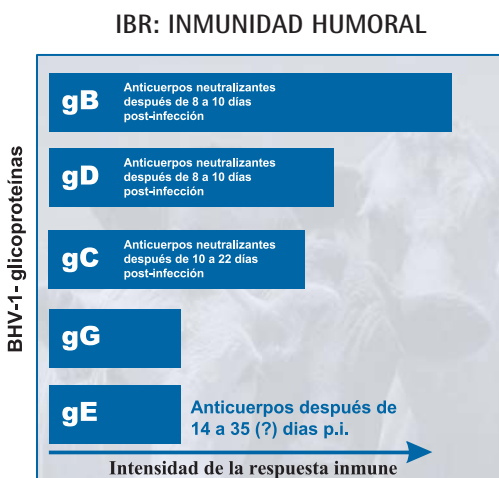 IBR: INMUNIDAD HUMORAL
BHV-1- glicoproteínas
gB
Anticuerpos neutralizantes
después de 8 a 10 días
post-infección
gD
Anticuerpos neutralizantes
después de 8 a 10 días
post-infección
gC
Anticuerpos neutralizantes
después de 10 a 22 días
post-infección
gG
gE
Anticuerpos después de
14 a 35 (?) dias p.i.
Intensidad de la respuesta inmune